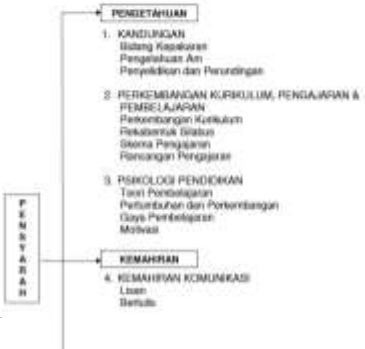 PENGETAHUAN
1. KANDUNGAN
Bidang Kepakaran
Pengetahuan Am
Penyelidikan dan Perundingan
2. PERKEMBANGAN KURIKULUM, PENGAJARAN &
PEMBELAJARAN
Perkembangan Kurikulum
Rekabentuk Silabus
Skema Pengajaran
Rancangan Pengajaran
3. PSIKOLOGI PENDIDIKAN
Teori Pembelajaran
Pertumbuhan dan Perkembangan
Gaya Pembelajaran
Motivasi
PENSYARAH
KEMAHIRAN
4. KEMAHIRAN KOMUNIKASI
Lisan
Bertulis